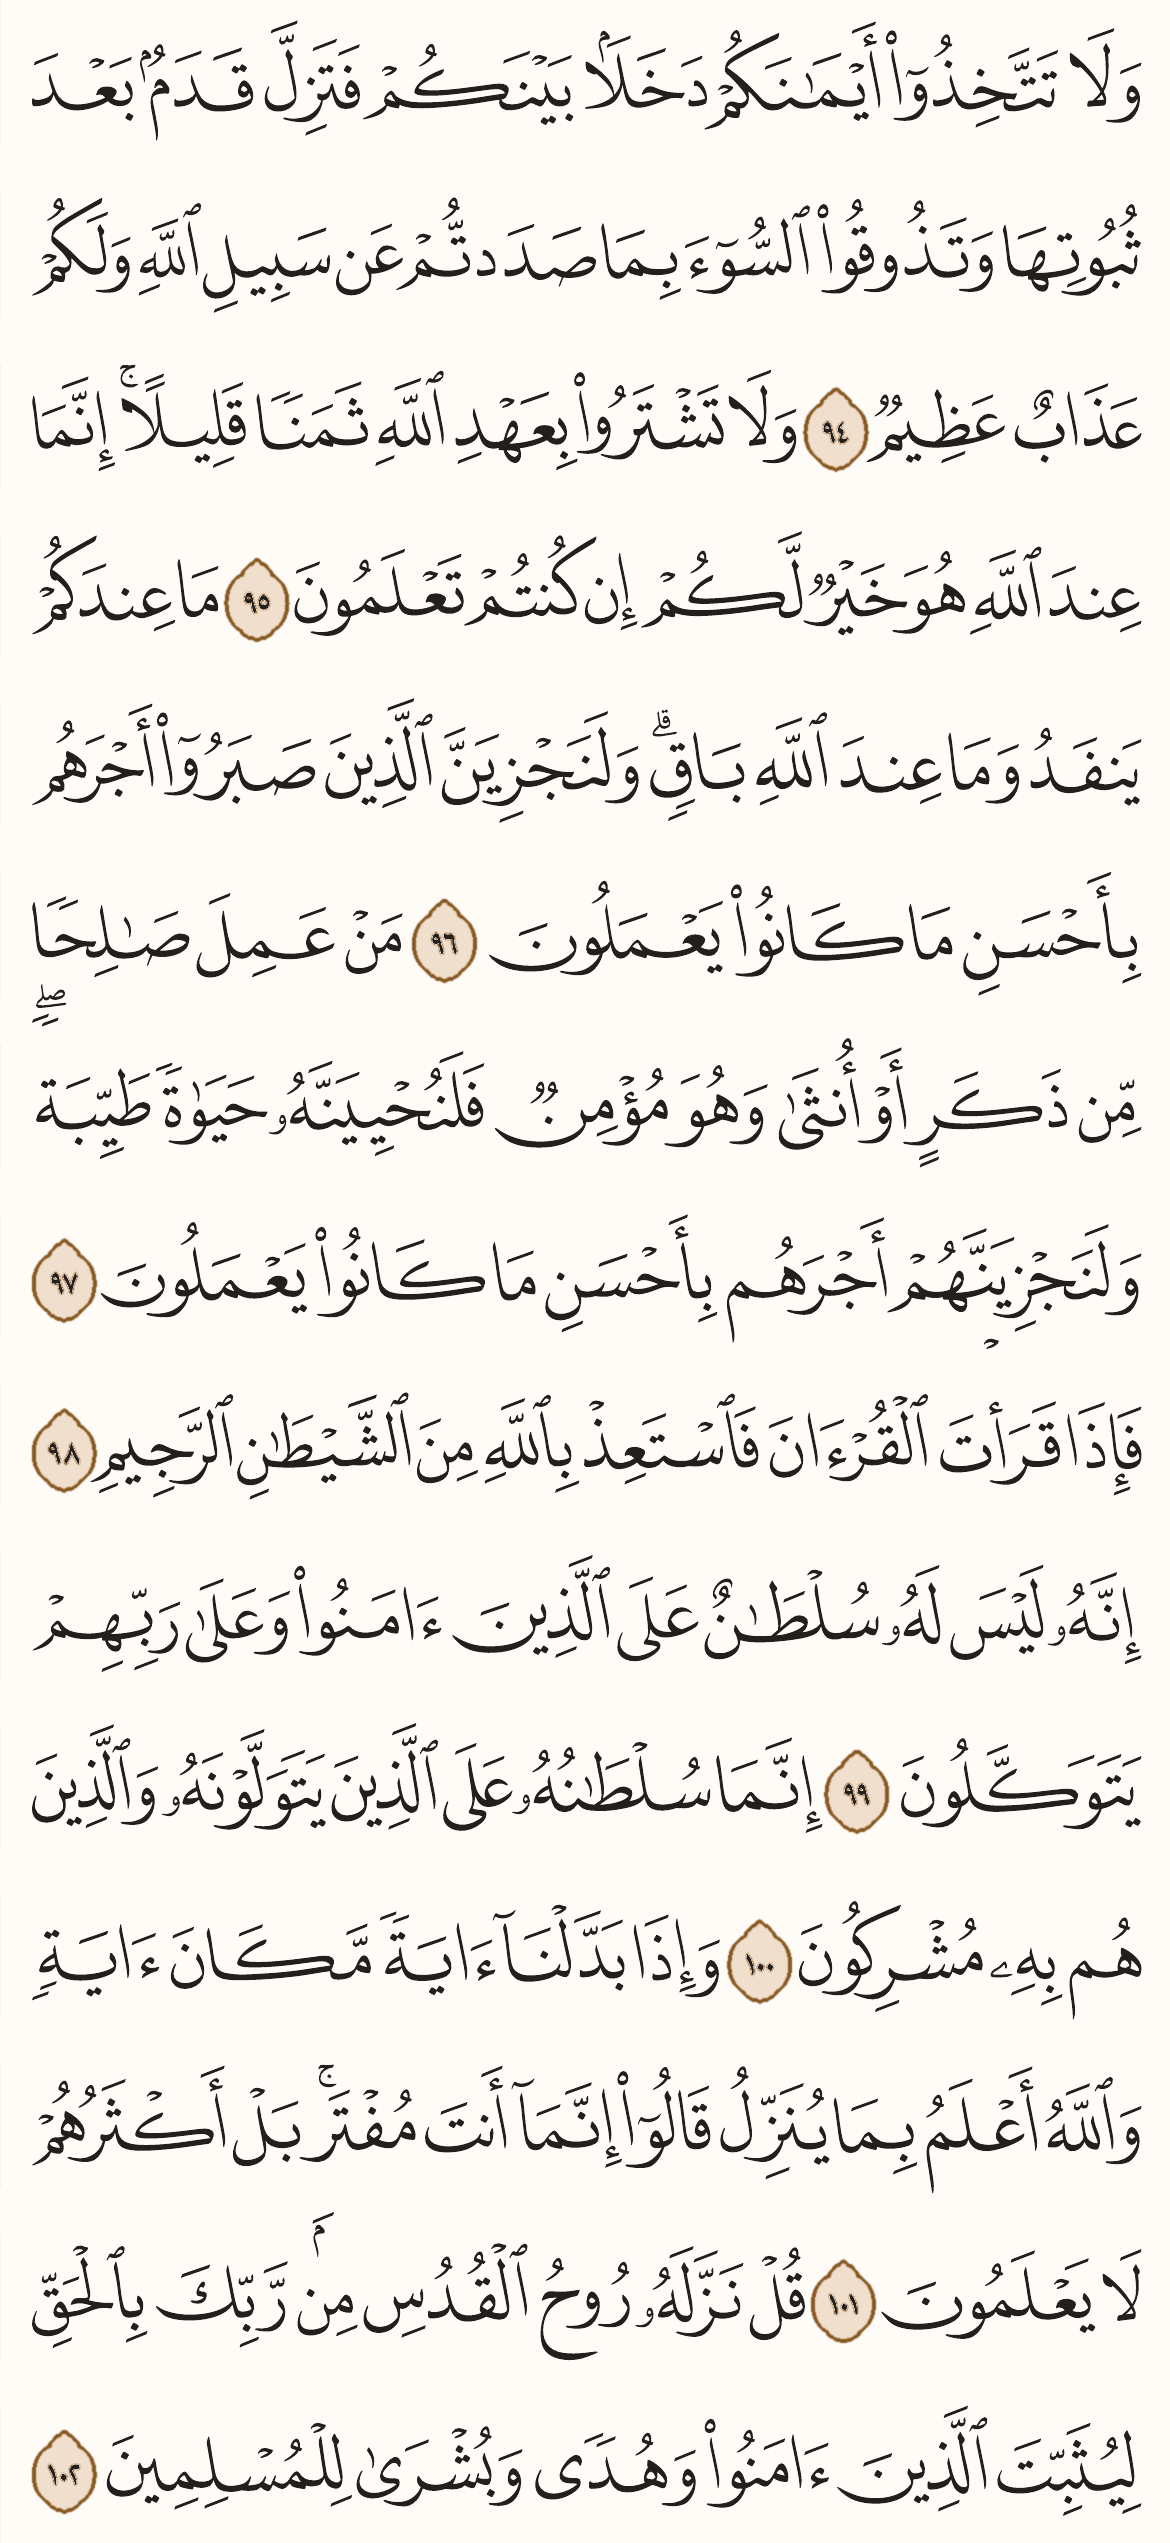 وَلَا تَتَّخِذُوٓا۟ أَيْمَـٰنَكُمْ دَخَلًۢا بَيْنَكُمْ فَتَزِلَّ قَدَمٌۢ بَعْدَ
ثُبُوتِهَا وَتَذُوقُوا۟ ٱلسُّوٓءَ بِمَا صَدَدتُّمْ عَن سَبِيلِ ٱللَّهِ وَلَكُمْ
عَذَابٌ عَظِيمٌ ٩٤ وَلَا تَشْتَرُوا۟ بِعَهْدِ ٱللَّهِ ثَمَنًا قَلِيلًا ۚ إِنَّمَا
عِندَ ٱللَّهِ هُوَ خَيْرٌ لَّكُمْ إِن كُنتُمْ تَعْلَمُونَ ٩٥ مَا عِندَكُمْ
يَنفَدُ وَمَا عِندَ ٱللَّهِ بَاقٍ ۗ وَلَنَجْزِيَنَّ ٱلَّذِينَ صَبَرُوٓا۟ أَجْرَهُم
بِأَحْسَنِ مَا كَانُوا۟ يَعْمَلُونَ ٩٦ مَنْ عَمِلَ صَـٰلِحًا
مِّن ذَكَرٍ أَوْ أُنثَىٰ وَهُوَ مُؤْمِنٌ فَلَنُحْيِيَنَّهُۥ حَيَوٰةً طَيِّبَةً ۖ
وَلَنَجْزِيَنَّهُمْ أَجْرَهُم بِأَحْسَنِ مَا كَانُوا۟ يَعْمَلُونَ ٩٧
فَإِذَا قَرَأْتَ ٱلْقُرْءَانَ فَٱسْتَعِذْ بِٱللَّهِ مِنَ ٱلشَّيْطَـٰنِ ٱلرَّجِيمِ ٩٨
إِنَّهُۥ لَيْسَ لَهُۥ سُلْطَـٰنٌ عَلَى ٱلَّذِينَ ءَامَنُوا۟ وَعَلَىٰ رَبِّهِمْ
يَتَوَكَّلُونَ ٩٩ إِنَّمَا سُلْطَـٰنُهُۥ عَلَى ٱلَّذِينَ يَتَوَلَّوْنَهُۥ وَٱلَّذِينَ
هُم بِهِۦ مُشْرِكُونَ ١٠٠ وَإِذَا بَدَّلْنَآ ءَايَةً مَّكَانَ ءَايَةٍ
وَٱللَّهُ أَعْلَمُ بِمَا يُنَزِّلُ قَالُوٓا۟ إِنَّمَآ أَنتَ مُفْتَرٍۭ ۚ بَلْ أَكْثَرُهُمْ
لَا يَعْلَمُونَ ١٠١ قُلْ نَزَّلَهُۥ رُوحُ ٱلْقُدُسِ مِن رَّبِّكَ بِٱلْحَقِّ
لِيُثَبِّتَ ٱلَّذِينَ ءَامَنُوا۟ وَهُدًى وَبُشْرَىٰ لِلْمُسْلِمِينَ ١٠٢